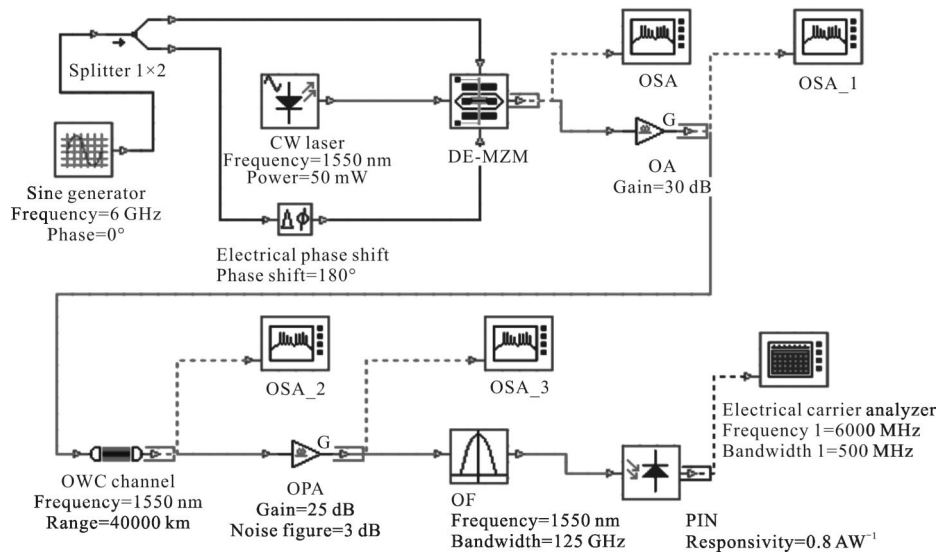 Splitter 1×2
Sine generator
Frequency=6 GHz
Phase=0°
CW laser
Frequency=1550 nm
Power=50 mW
Electrical phase shift
Phase shift=180°
DE-MZM
OSA
G
OA
Gain=30 dB
OSA_1
OWC channel
Frequency=1550 nm
Range=40000 km
OSA_2
G
OPA
Gain=25 dB
Noise figure=3 dB
OSA_3
OF
Frequency=1550 nm
Bandwidth=125 GHz
PIN
Responsivity=0.8 AW⁻¹
Electrical carrier analyzer
Frequency 1=6000 MHz
Bandwidth 1=500 MHz